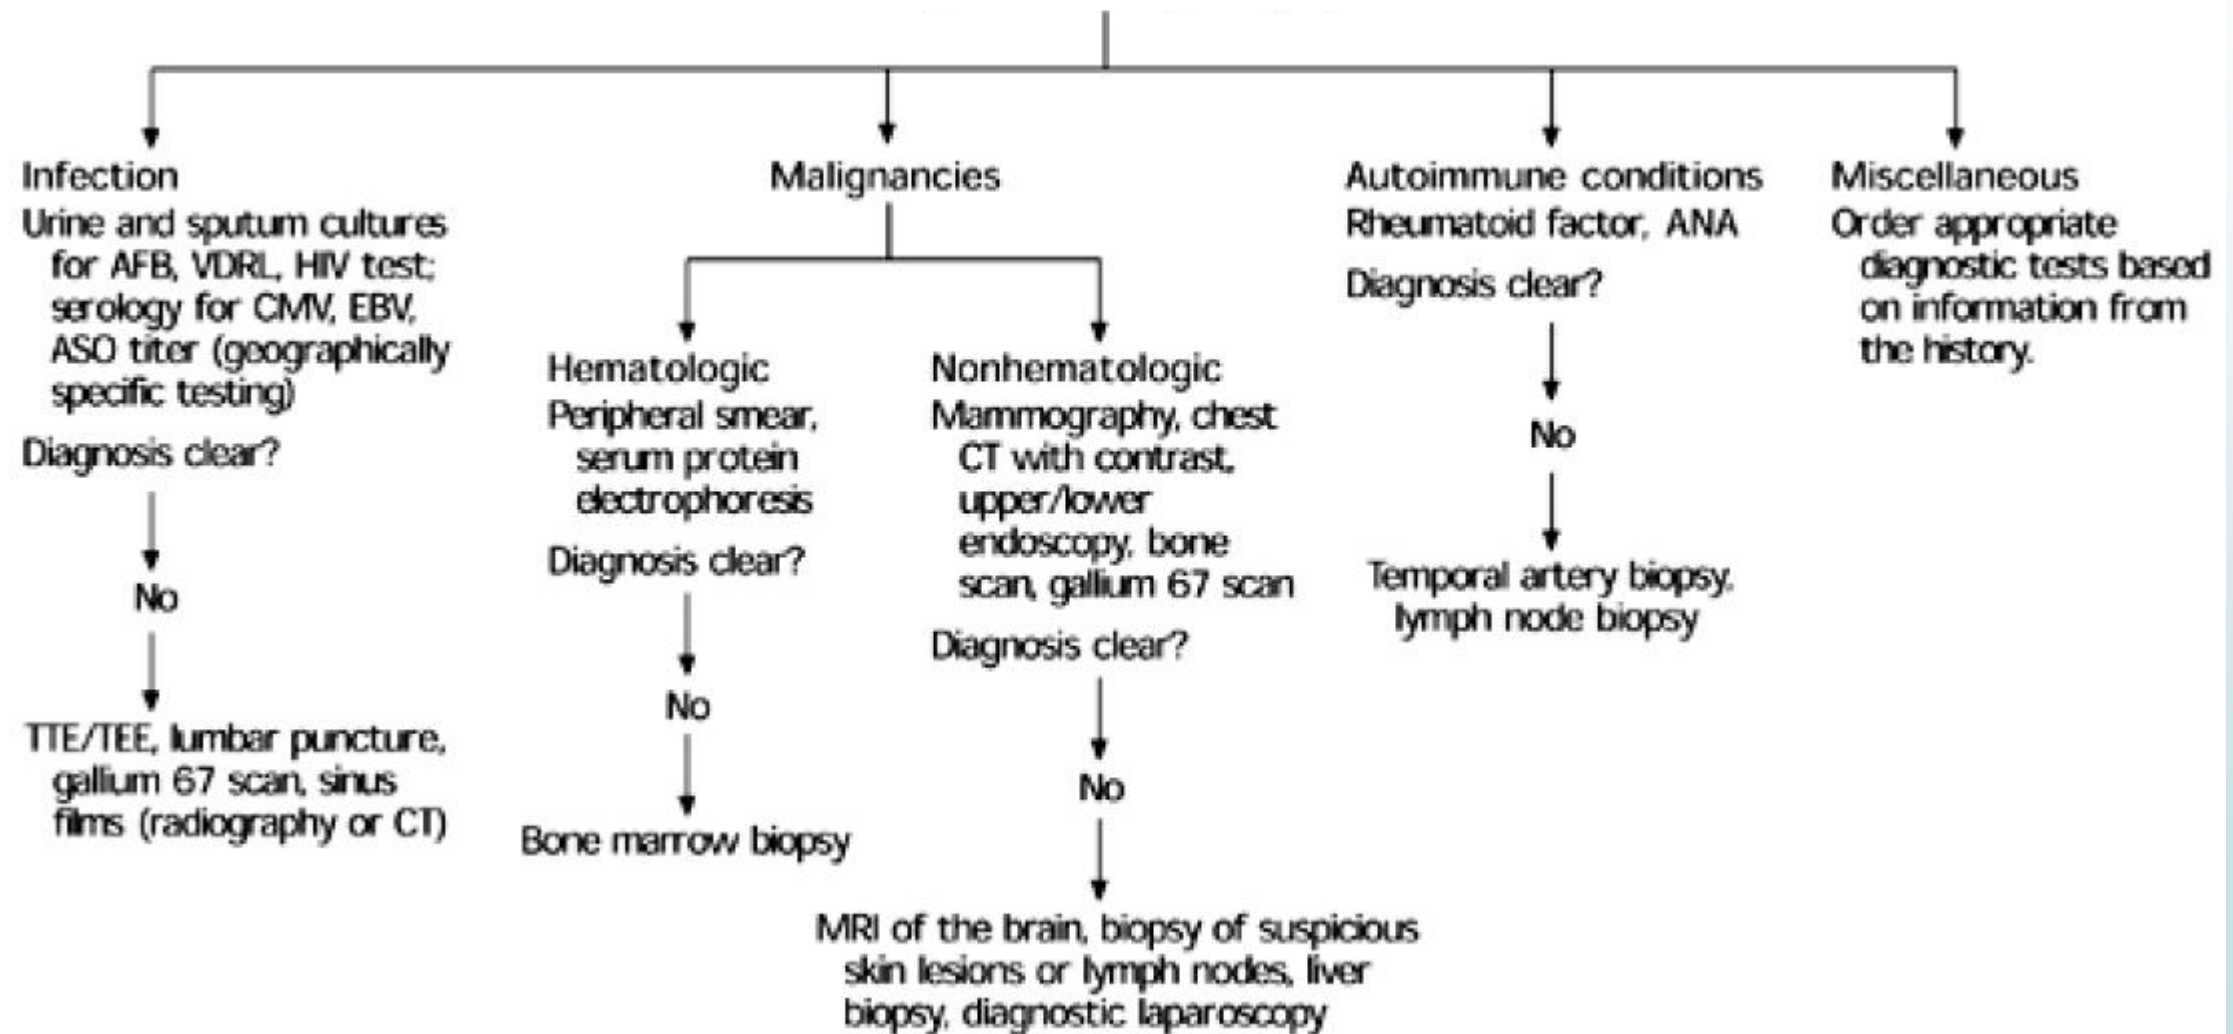 Infection
Urine and sputum cultures
for AFB, VDRL, HIV test;
serology for CMV, EBV,
ASO titer (geographically
specific testing)
Diagnosis clear?
No
TTE/TEE, lumbar puncture,
gallium 67 scan, sinus
films (radiography or CT)
Malignancies
Hematologic
Peripheral smear,
serum protein
electrophoresis
Diagnosis clear?
No
Bone marrow biopsy
Nonhematologic
Mammography, chest
CT with contrast,
upper/lower
endoscopy, bone
scan, gallium 67 scan
Diagnosis clear?
No
MRI of the brain, biopsy of suspicious
skin lesions or lymph nodes, liver
biopsy, diagnostic laparoscopy
Autoimmune conditions
Rheumatoid factor, ANA
Diagnosis clear?
No
Temporal artery biopsy,
lymph node biopsy
Miscellaneous
Order appropriate
diagnostic tests based
on information from
the history.